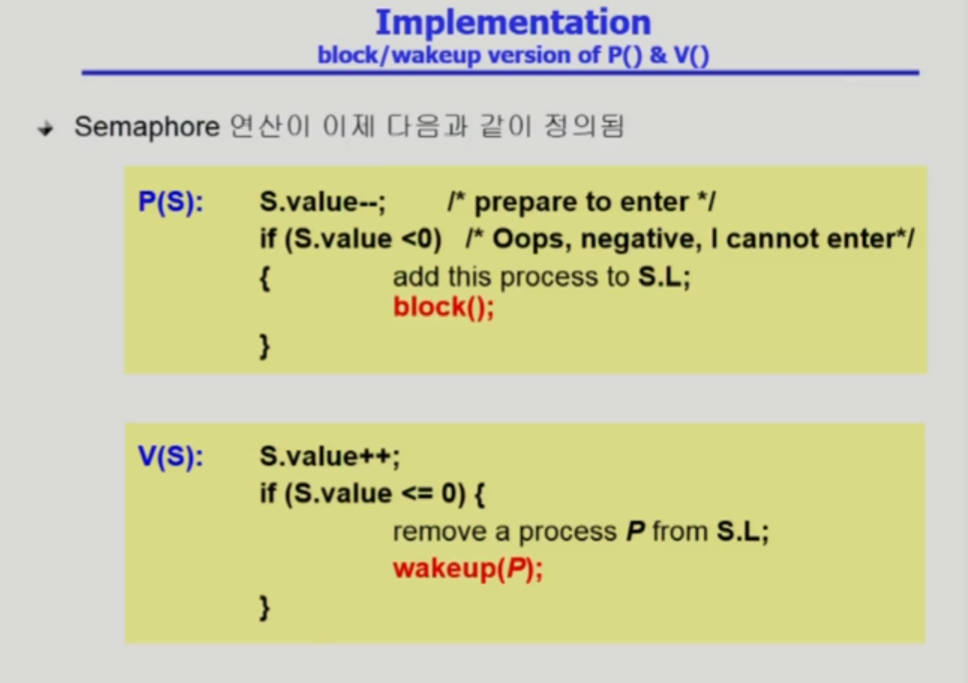 Implementation
block/wakeup version of P() & V()
Semaphore 연산이 이제 다음과 같이 정의됨
P(S): S.value--; /* prepare to enter */
if (S.value <0) /* Oops, negative, I cannot enter*/
{ add this process to S.L;
block();
}
V(S): S.value++;
if (S.value <= 0) {
remove a process P from S.L;
wakeup(P);
}